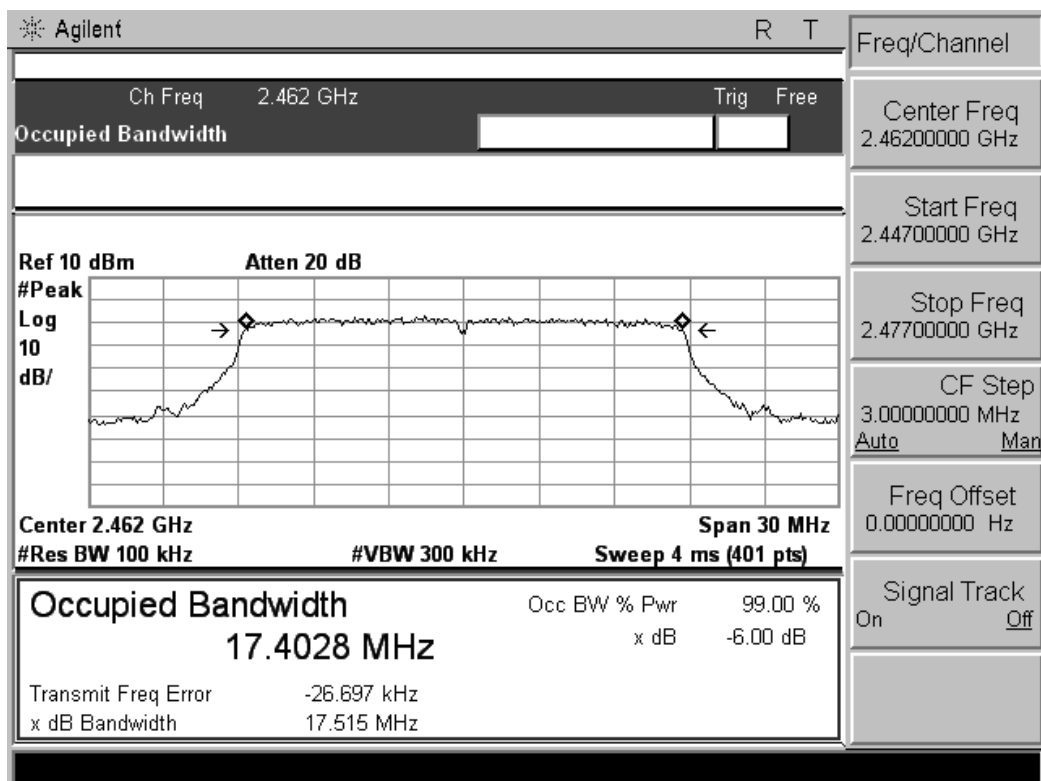 Agilent R T
Ch Freq 2.462 GHz Trig Free
Occupied Bandwidth
Ref 10 dBm Atten 20 dB
#Peak
Log
10
dB/
Center 2.462 GHz Span 30 MHz
#Res BW 100 kHz #VBW 300 kHz Sweep 4 ms (401 pts)
Occupied Bandwidth Occ BW % Pwr 99.00 %
17.4028 MHz x dB -6.00 dB
Transmit Freq Error -26.697 kHz
x dB Bandwidth 17.515 MHz
Freq/Channel
Center Freq
2.46200000 GHz
Start Freq
2.44700000 GHz
Stop Freq
2.47700000 GHz
CF Step
3.00000000 MHz
Auto Man
Freq Offset
0.00000000 Hz
Signal Track
On Off